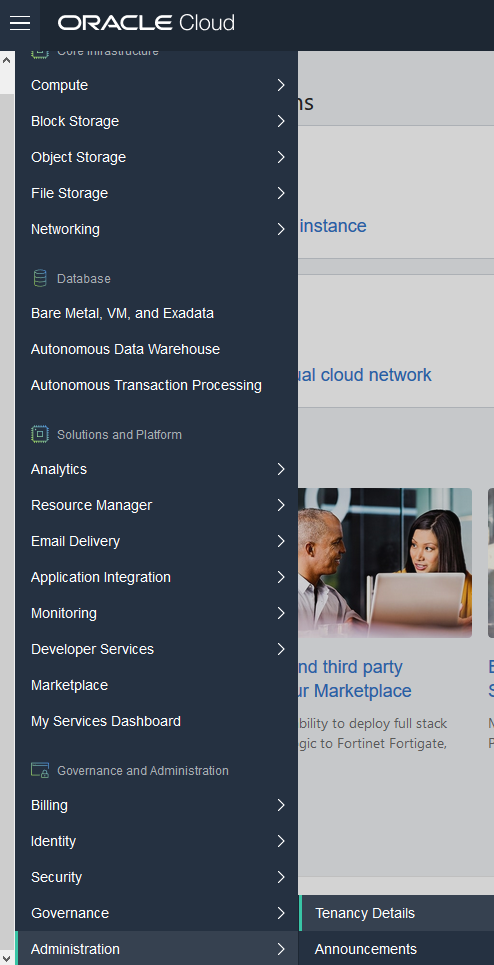 ORACLE Cloud
Core Infrastructure
Compute
Block Storage
Object Storage
File Storage
Networking
Database
Bare Metal, VM, and Exadata
Autonomous Data Warehouse
Autonomous Transaction Processing
Solutions and Platform
Analytics
Resource Manager
Email Delivery
Application Integration
Monitoring
Developer Services
Marketplace
My Services Dashboard
Governance and Administration
Billing
Identity
Security
Governance
Administration
Tenancy Details
Announcements
ns
instance
ual cloud network
nd third party
ur Marketplace
bility to deploy full stack
ogic to Fortinet Fortigate,
E
S
M
P